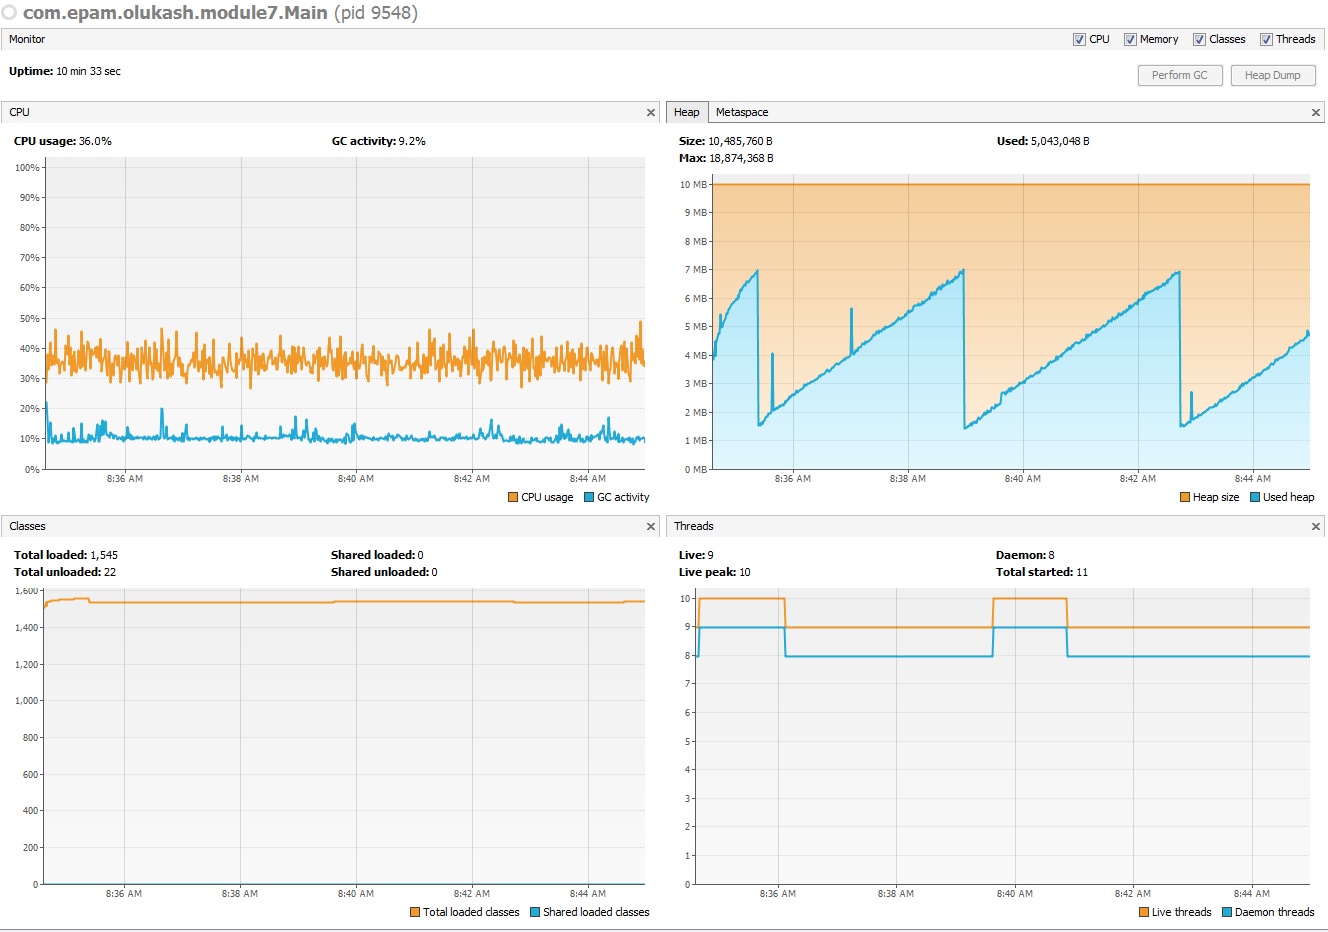 com.epam.olukash.module7.Main (pid 9548)
Monitor
CPU Memory Classes Threads
Uptime: 10 min 33 sec
Perform GC Heap Dump
CPU
CPU usage: 36.0% GC activity: 9.2%
100%
90%
80%
70%
60%
50%
40%
30%
20%
10%
0%
8:36 AM 8:38 AM 8:40 AM 8:42 AM 8:44 AM
CPU usage GC activity
Heap Metaspace
Size: 10,485,760 B Used: 5,043,048 B
Max: 18,874,368 B
10 MB
9 MB
8 MB
7 MB
6 MB
5 MB
4 MB
3 MB
2 MB
1 MB
0 MB
8:36 AM 8:38 AM 8:40 AM 8:42 AM 8:44 AM
Heap size Used heap
Classes
Total loaded: 1,545 Shared loaded: 0
Total unloaded: 22 Shared unloaded: 0
1,600
1,400
1,200
1,000
800
600
400
200
0
8:36 AM 8:38 AM 8:40 AM 8:42 AM 8:44 AM
Total loaded classes Shared loaded classes
Threads
Live: 9 Daemon: 8
Live peak: 10 Total started: 11
10
9
8
7
6
5
4
3
2
1
0
8:36 AM 8:38 AM 8:40 AM 8:42 AM 8:44 AM
Live threads Daemon threads